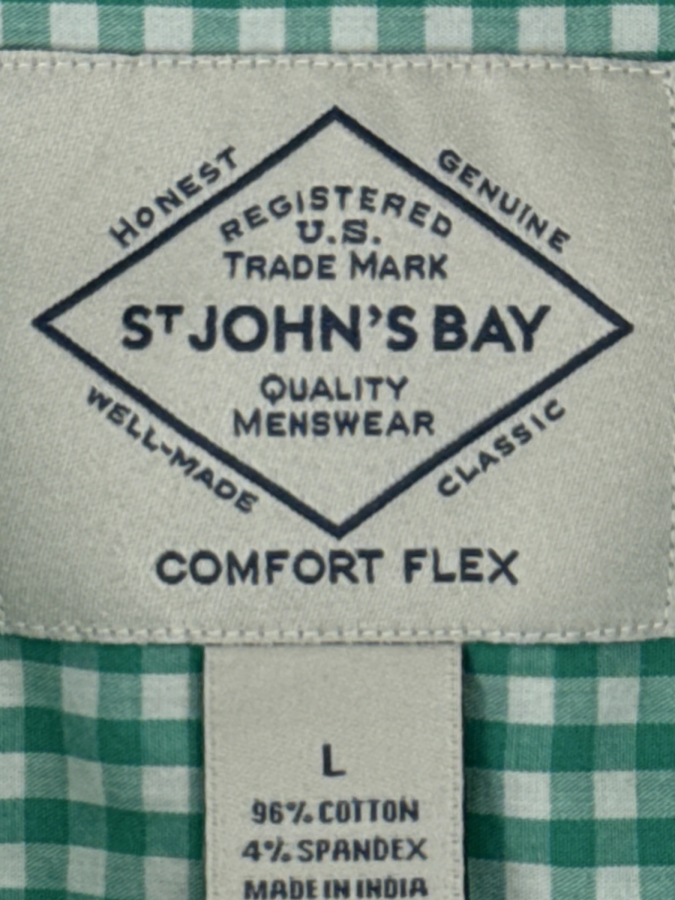 HONEST
GENUINE
REGISTERED
U.S.
TRADE MARK
ST JOHN'S BAY
QUALITY
MENSWEAR
WELL-MADE
CLASSIC
COMFORT FLEX
L
96% COTTON
4% SPANDEX
MADE IN INDIA